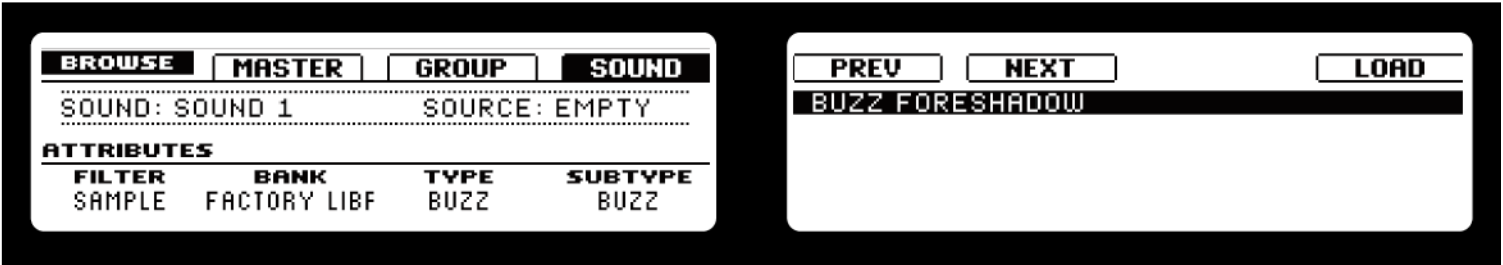 BROWSE MASTER GROUP SOUND
SOUND: SOUND 1 SOURCE: EMPTY
ATTRIBUTES
FILTER BANK TYPE SUBTYPE
SAMPLE FACTORY LIBF BUZZ BUZZ
PREV NEXT LOAD
BUZZ FORESHADOW